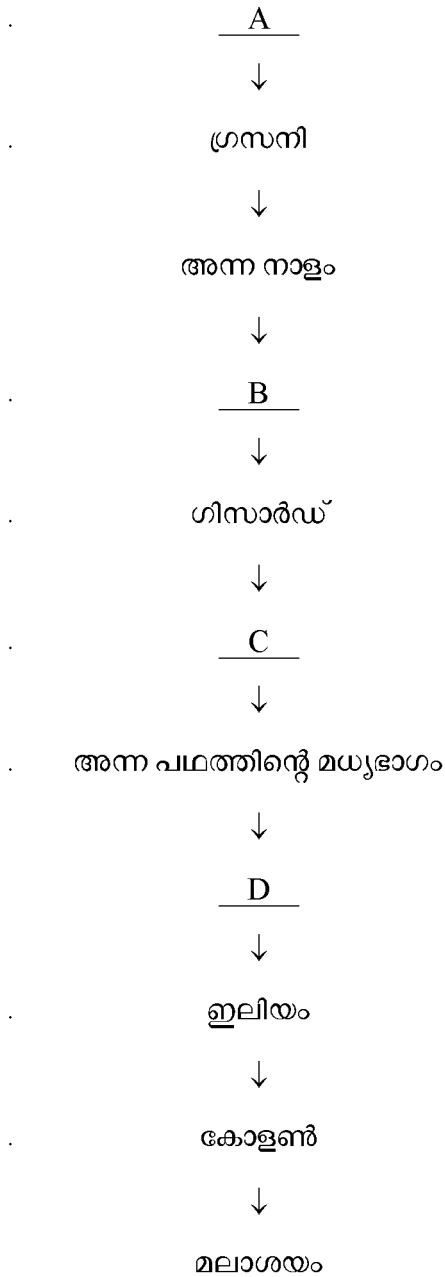 A
↓
ഗ്രസനി
↓
അന്ന നാളം
↓
B
↓
ഗിസാർഡ്
↓
C
↓
അന്ന പഥത്തിന്റെ മധ്യഭാഗം
↓
D
↓
ഇലിയം
↓
കോളൺ
↓
മലാശയം